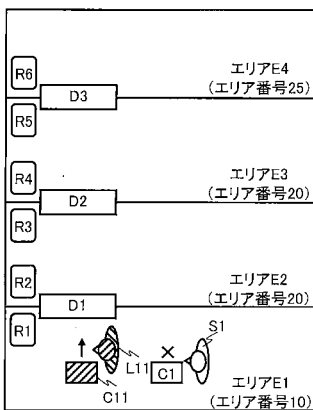 R6
エリアE4
(エリア番号25)
D3
R5
R4
エリアE3
(エリア番号20)
D2
R3
R2
エリアE2
(エリア番号20)
D1
R1
S1
L11
C1
C11
エリアE1
(エリア番号10)